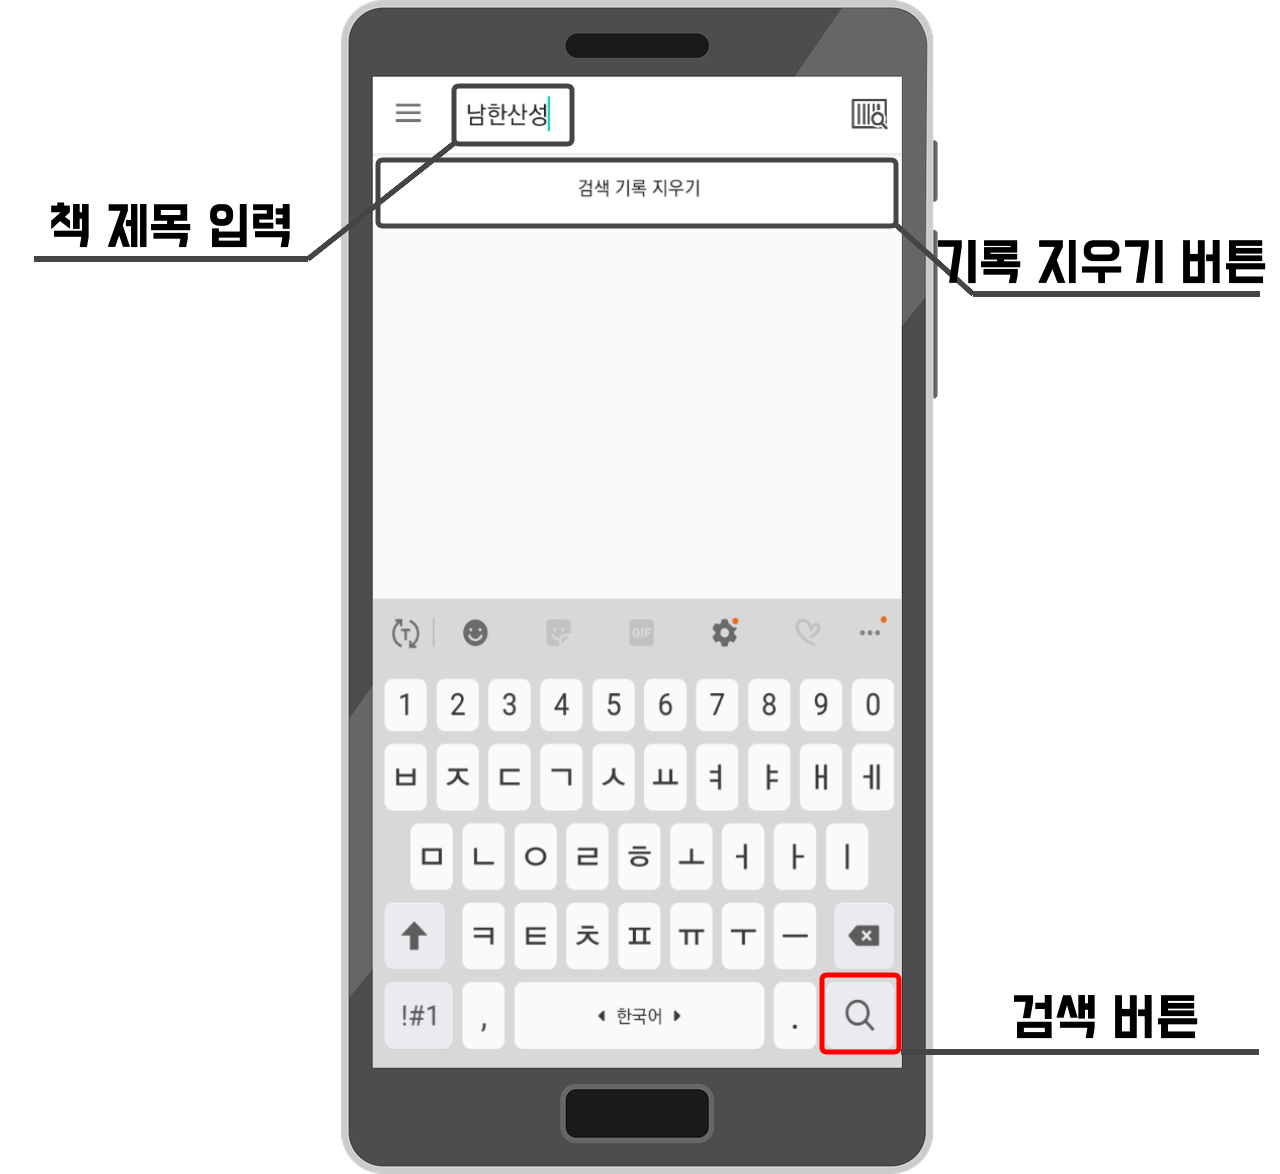 남한산성
검색 기록 지우기
책 제목 입력
기록 지우기 버튼
T
GIF
1 2 3 4 5 6 7 8 9 0
ㅂ ㅈ ㄷ ㄱ ㅅ ㅛ ㅕ ㅑ ㅐ ㅔ
ㅁ ㄴ ㅇ ㄹ ㅎ ㅗ ㅓ ㅏ ㅣ
ㅋ ㅌ ㅊ ㅍ ㅠ ㅜ ㅡ
!#1 , 한국어 .
검색 버튼